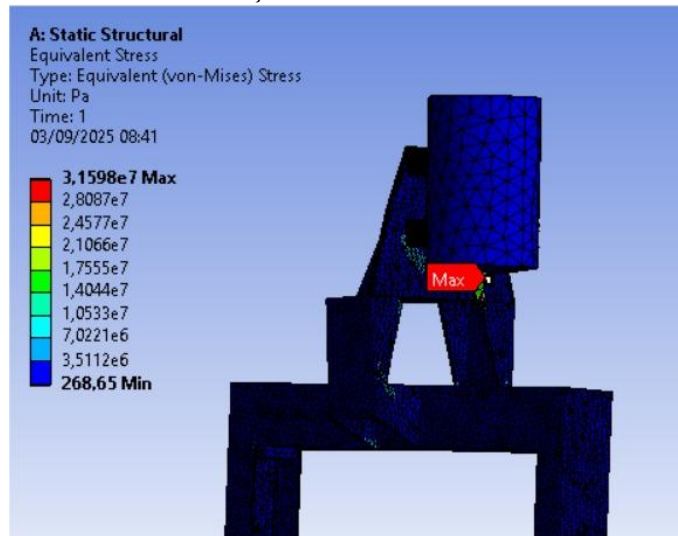 A: Static Structural
Equivalent Stress
Type: Equivalent (von-Mises) Stress
Unit: Pa
Time: 1
03/09/2025 08:41
3,1598e7 Max
2,8087e7
2,4577e7
2,1066e7
1,7555e7
1,4044e7
1,0533e7
7,0221e6
3,5112e6
268,65 Min
Max